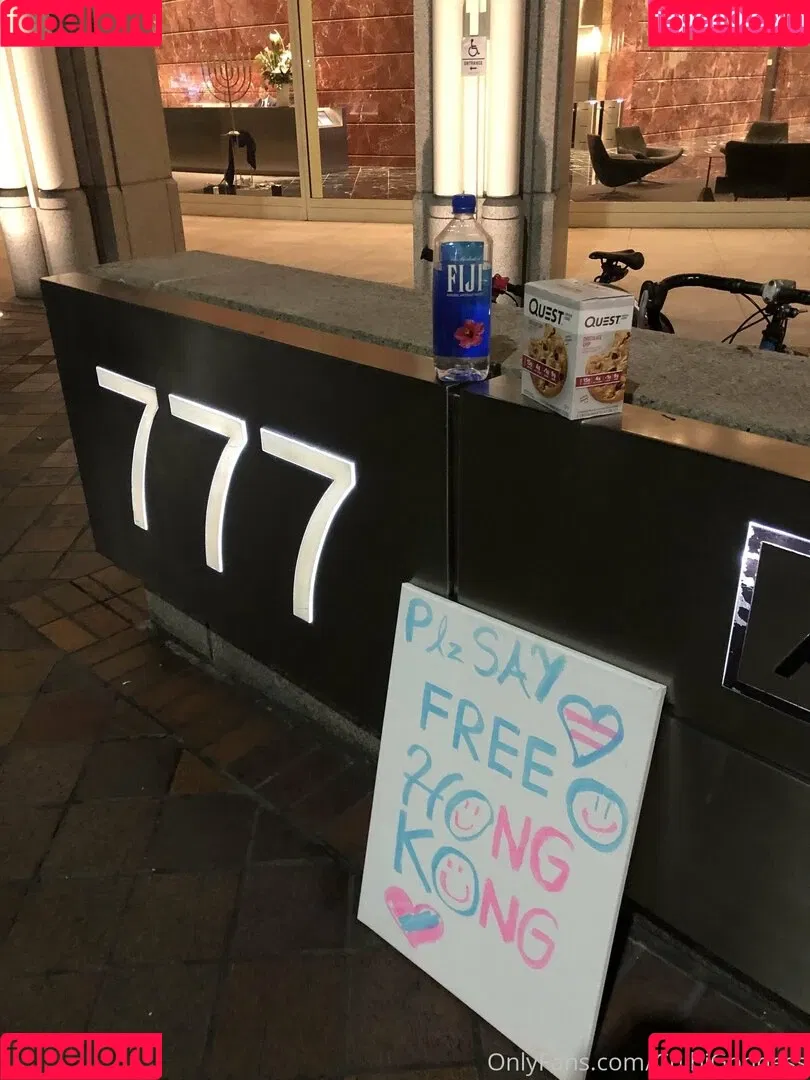 fapello.ru
fapello.ru
ENTRANCE
FIJI
QUEST
QUEST
777
Plz SAY
FREE
HONG
KONG
OnlyFans.com/
fapello.ru
fapello.ru